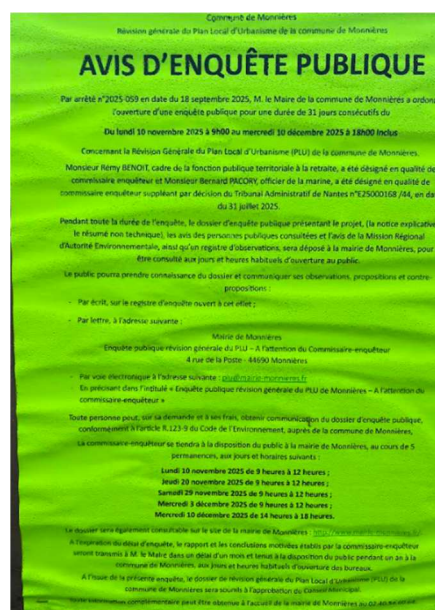 Commune de Monnières
Révision générale du Plan Local d'Urbanisme de la commune de Monnières
AVIS D'ENQUÊTE PUBLIQUE
Par arrêté n°2025-059 en date du 18 septembre 2025, M. le Maire de la commune de Monnières a ordon
l'ouverture d'une enquête publique pour une durée de 31 jours consécutifs du
Du lundi 10 novembre 2025 à 9h00 au mercredi 10 décembre 2025 à 18h00 inclus
Concernant la Révision Générale du Plan Local d'Urbanisme (PLU) de la commune de Monnières.
Monsieur Rémy BENOIT, cadre de la fonction publique territoriale à la retraite, a été désigné en qualité de
commissaire enquêteur et Monsieur Bernard PACORY, officier de la marine, a été désigné en qualité de
commissaire enquêteur suppléant par décision du Tribunal Administratif de Nantes n°E25000168 /44, en da
du 31 juillet 2025.
Pendant toute la durée de l'enquête, le dossier d'enquête publique présentant le projet, (la notice explicative
le résumé non technique), les avis des personnes publiques consultées et l'avis de la Mission Régional
d'Autorité Environnementale, ainsi qu'un registre d'observations, sera déposé à la mairie de Monnières, pour
être consulté aux jours et heures habituels d'ouverture au public.
Le public pourra prendre connaissance du dossier et communiquer ses observations, propositions et contre-
propositions :
- Par écrit, sur le registre d'enquête ouvert à cet effet ;
- Par lettre, à l'adresse suivante :
Mairie de Monnières
Enquête publique révision générale du PLU – A l'attention du Commissaire-enquêteur
4 rue de la Poste - 44690 Monnières
- Par voie électronique à l'adresse suivante : plu@mairie-monnieres.fr
En précisant dans l'intitulé « Enquête publique révision générale du PLU de Monnières – A l'attention du
commissaire-enquêteur »
Toute personne peut, sur sa demande et à ses frais, obtenir communication du dossier d'enquête publique,
conformément à l'article R.123-9 du Code de l'Environnement, auprès de la commune de Monnières,
La commissaire-enquêteur se tiendra à la disposition du public à la mairie de Monnières, au cours de 5
permanences, aux jours et horaires suivants :
Lundi 10 novembre 2025 de 9 heures à 12 heures ;
Jeudi 20 novembre 2025 de 9 heures à 12 heures ;
Samedi 29 novembre 2025 de 9 heures à 12 heures ;
Mercredi 3 décembre 2025 de 9 heures à 12 heures ;
Mercredi 10 décembre 2025 de 14 heures à 18 heures.
Le dossier sera également consultable sur le site de la mairie de Monnières :
A l'expiration du délai d'enquête, le rapport et les conclusions motivées établis par la commissaire-enquêteur
seront transmis à M. le Maire dans un délai d'un mois et tenus à la disposition du public pendant un an à la
commune de Monnières, aux jours et heures habituels d'ouverture des bureaux.
A l'issue de la présente enquête, le dossier de révision générale du Plan Local d'Urbanisme (PLU) de la
commune de Monnières sera soumis à l'approbation du Conseil Municipal.
information complémentaire peut être obtenue à l'accueil de la mairie de Monnières au